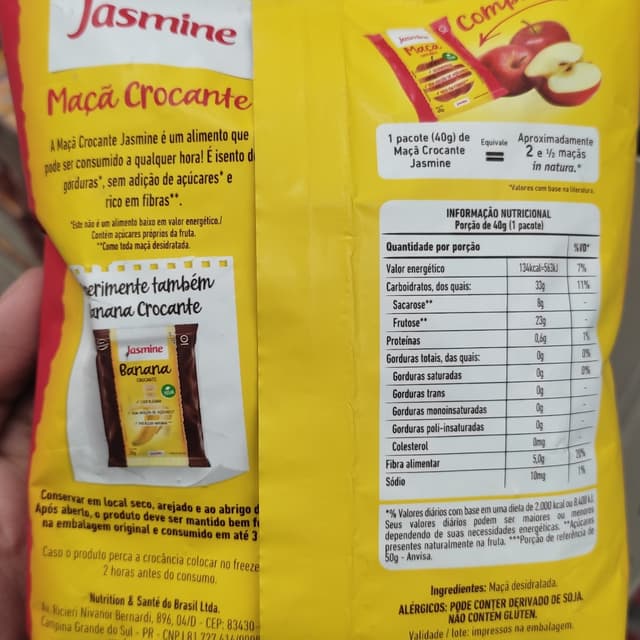 Jasmine
Maçã Crocante
A Maçã Crocante Jasmine é um alimento que
pode ser consumido a qualquer hora! É isento d
gorduras*, sem adição de açúcares* e
rico em fibras**.
*Este não é um alimento baixo em valor energético./
Contém açúcares próprios da fruta.
**Como toda maçã desidratada.
erimente também
anana Crocante
Jasmine
Banana
CROCANTE
Conservar em local seco, arejado e ao abrigo d
Após aberto, o produto deve ser mantido bem f
na embalagem original e consumido em até 3
Caso o produto perca a crocância colocar no freeze
2 horas antes do consumo.
Nutrition & Santé do Brasil Ltda.
Av. Ricieri Nivanor Bernardi, 896, 04/D - CEP: 83430-
Campina Grande do Sul - PR - CNPJ 81.727
Jasmine
Maçã
Comp
1 pacote (40g) de
Maçã Crocante
Jasmine
Equivale
=
Aproximadamente
2 e ½ maçãs
in natura.*
*Valores com base na literatura.
INFORMAÇÃO NUTRICIONAL
Porção de 40g (1 pacote)
Quantidade por porção %VD*
Valor energético 134kcal=563kJ 7%
Carboidratos, dos quais: 33g 11%
Sacarose** 8g -
Frutose** 23g -
Proteínas 0,6g 1%
Gorduras totais, das quais: 0g 0%
Gorduras saturadas 0g 0%
Gorduras trans 0g -
Gorduras monoinsaturadas 0g -
Gorduras poli-insaturadas 0g -
Colesterol 0mg -
Fibra alimentar 5,0g 20%
Sódio 10mg 1%
*% Valores diários com base em uma dieta de 2.000 kcal ou 8.400 kJ.
Seus valores diários podem ser maiores ou menores
dependendo de suas necessidades energéticas. **Açúcares
presentes naturalmente na fruta. ***Porção de referência de
50g - Anvisa.
Ingredientes: Maçã desidratada.
ALÉRGICOS: PODE CONTER DERIVADO DE SOJA.
NÃO CONTÉM GLUTEN.
Validade / lote: impressos na embalagem.